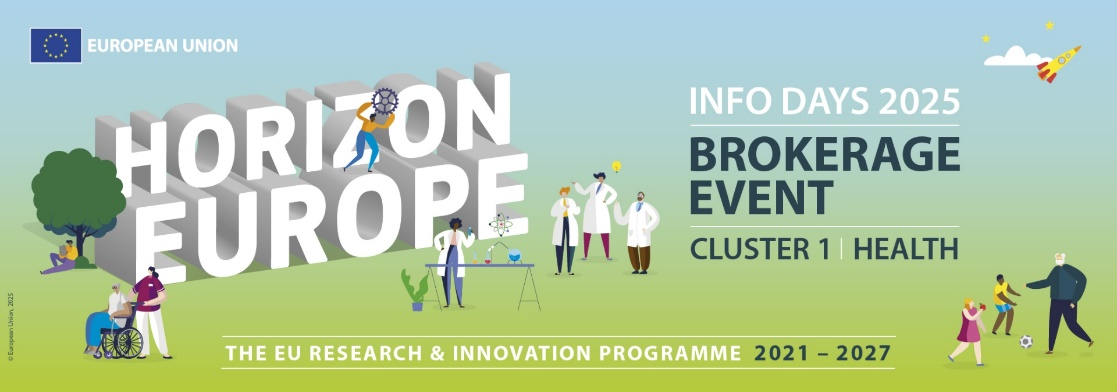 EUROPEAN UNION
HORIZON
EUROPE
INFO DAYS 2025
BROKERAGE
EVENT
CLUSTER 1 | HEALTH
THE EU RESEARCH & INNOVATION PROGRAMME 2021 – 2027
© European Union, 2025